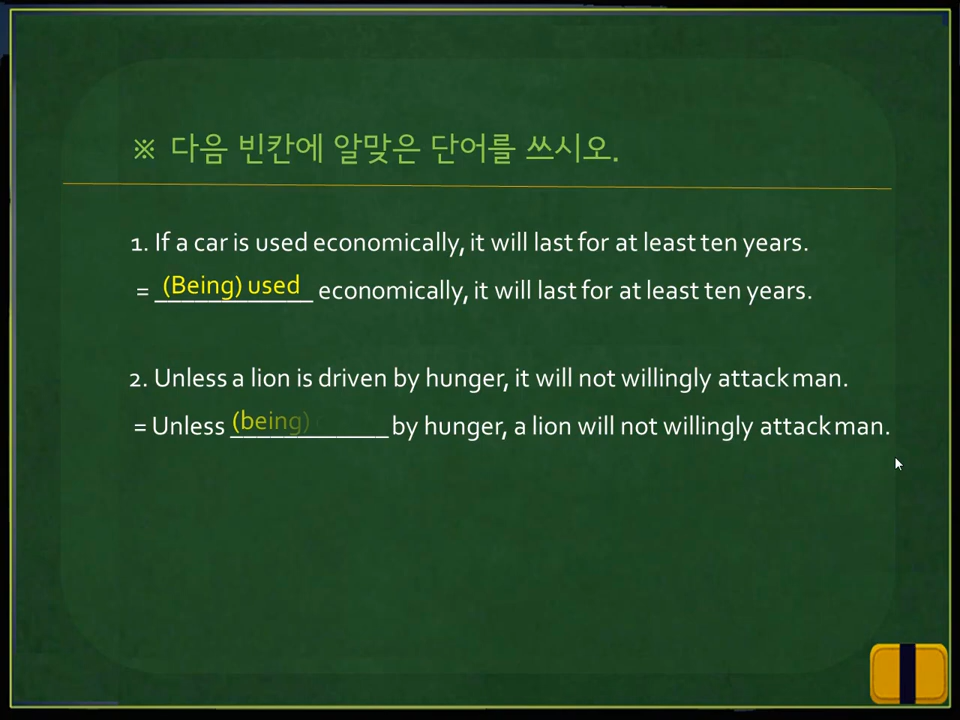 ※ 다음 빈칸에 알맞은 단어를 쓰시오.
1. If a car is used economically, it will last for at least ten years.
= (Being) used economically, it will last for at least ten years.
2. Unless a lion is driven by hunger, it will not willingly attack man.
= Unless (being) by hunger, a lion will not willingly attack man.